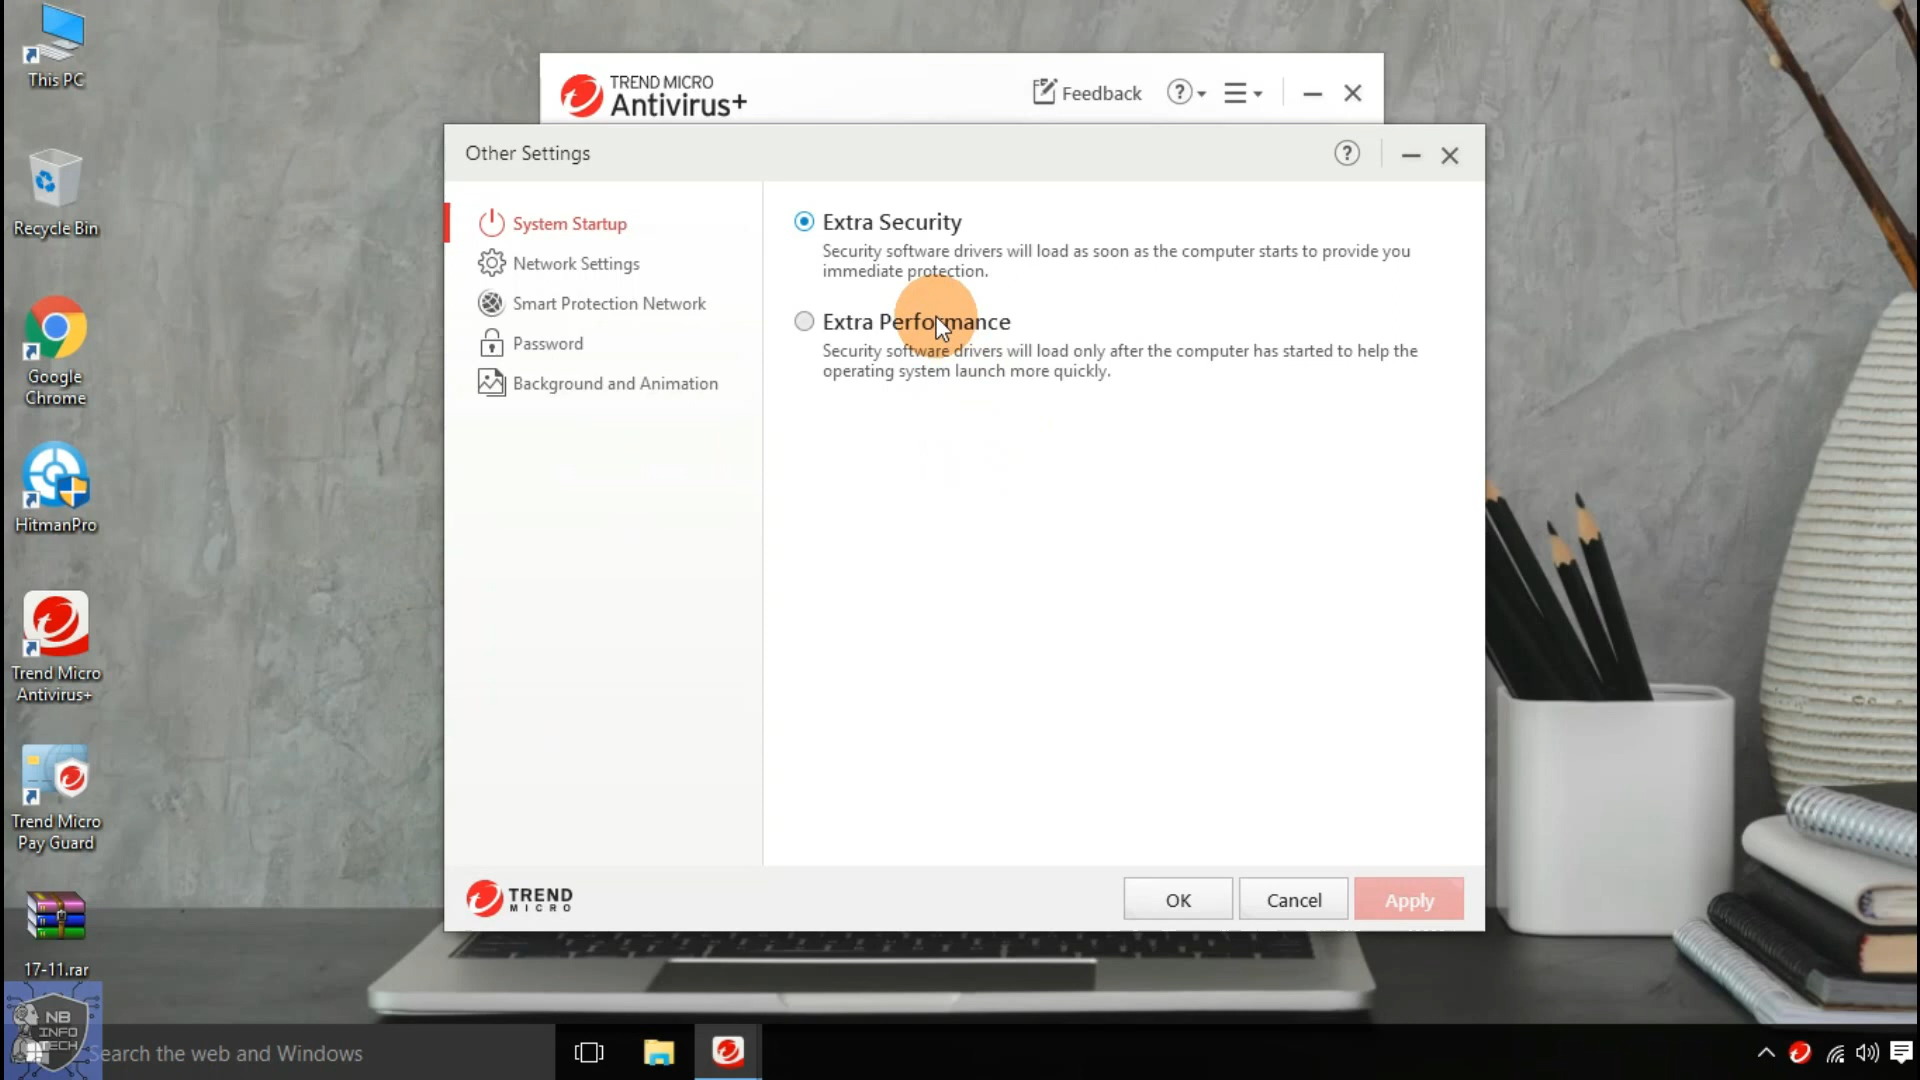 This PC
Recycle Bin
Google
Chrome
HitmanPro
Trend Micro
Antivirus+
Trend Micro
Pay Guard
17-11.rar
TREND MICRO
Antivirus+
Feedback
Other Settings
System Startup
Network Settings
Smart Protection Network
Password
Background and Animation
Extra Security
Security software drivers will load as soon as the computer starts to provide you
immediate protection.
Extra Performance
Security software drivers will load only after the computer has started to help the
operating system launch more quickly.
TREND
MICRO
OK
Cancel
Apply
NB
INFO
TECH
Search the web and Windows